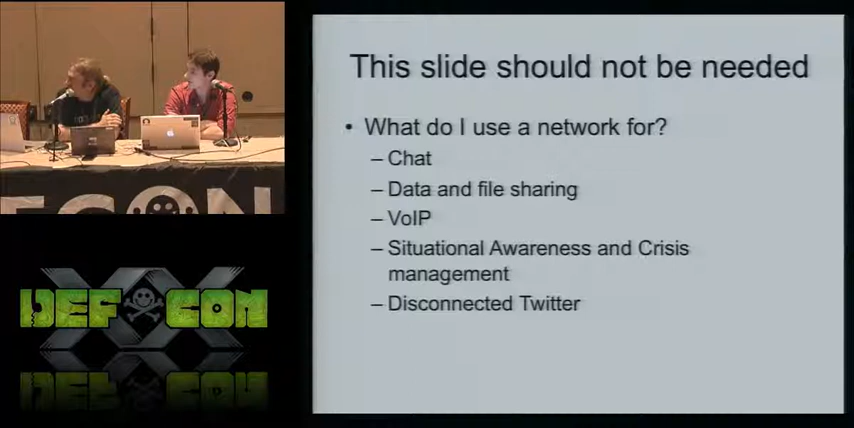 This slide should not be needed
• What do I use a network for?
– Chat
– Data and file sharing
– VoIP
– Situational Awareness and Crisis
management
– Disconnected Twitter
DEF CON
XX